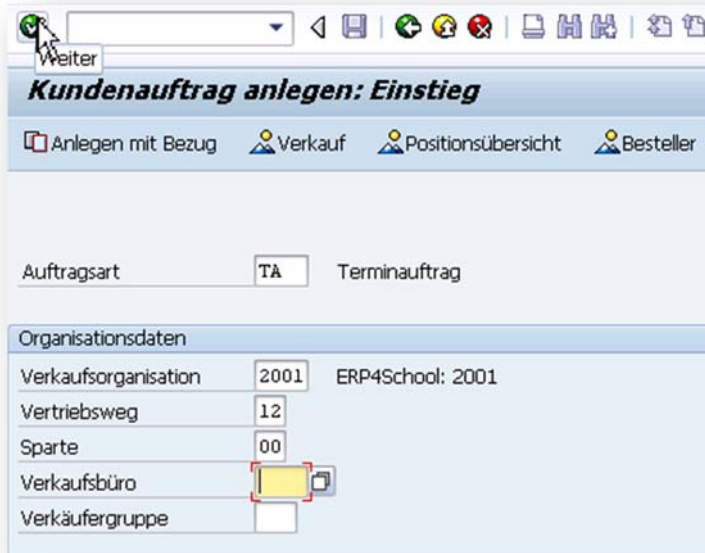 Weiter
Kundenauftrag anlegen: Einstieg
Anlegen mit Bezug Verkauf Positionsübersicht Besteller
Auftragsart TA Terminauftrag
Organisationsdaten
Verkaufsorganisation 2001 ERP4School: 2001
Vertriebsweg 12
Sparte 00
Verkaufsbüro
Verkäufergruppe